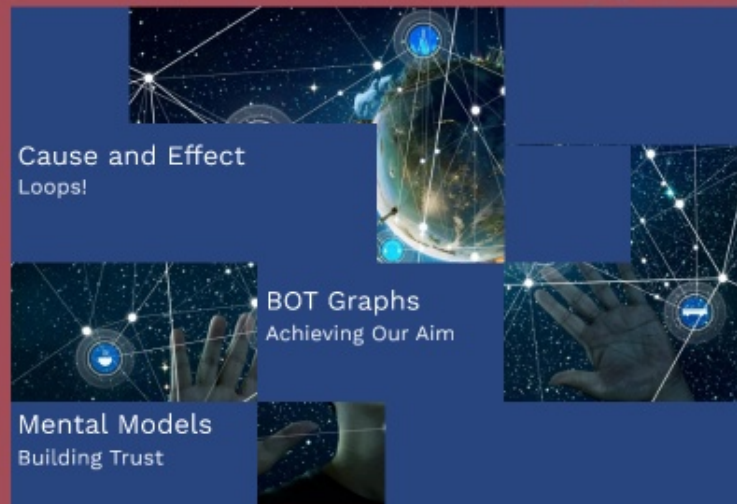 Cause and Effect
Loops!
BOT Graphs
Achieving Our Aim
Mental Models
Building Trust